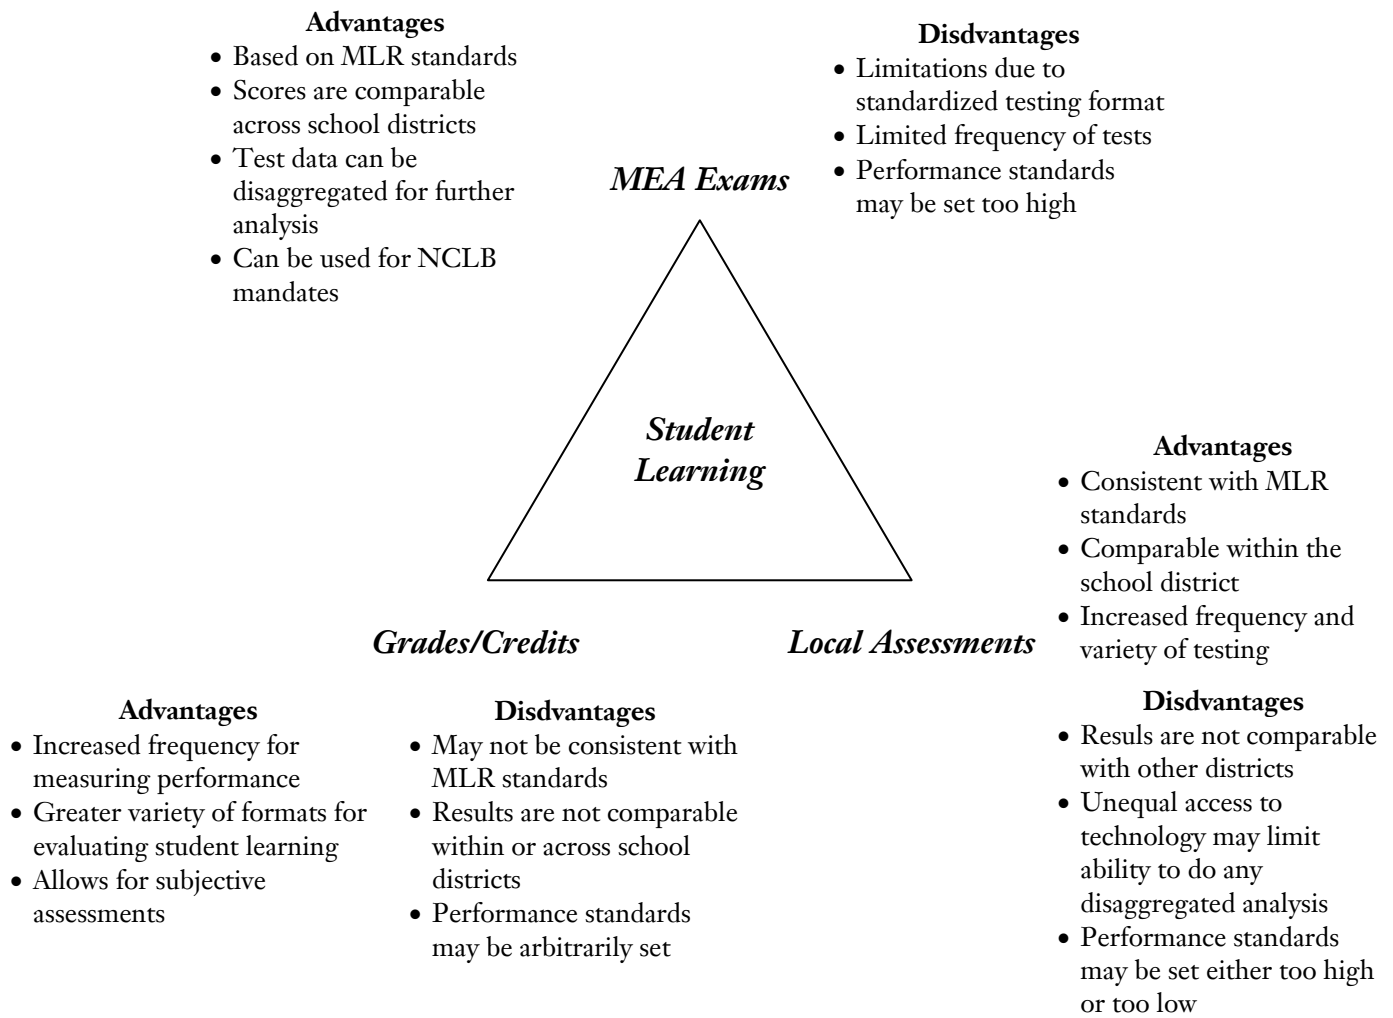 Advantages
• Based on MLR standards
• Scores are comparable
across school districts
• Test data can be
disaggregated for further
analysis
• Can be used for NCLB
mandates
Disdvantages
• Limitations due to
standardized testing format
• Limited frequency of tests
• Performance standards
may be set too high
MEA Exams
Student
Learning
Advantages
• Consistent with MLR
standards
• Comparable within the
school district
• Increased frequency and
variety of testing
Grades/Credits
Local Assessments
Advantages
• Increased frequency for
measuring performance
• Greater variety of formats for
evaluating student learning
• Allows for subjective
assessments
Disdvantages
• May not be consistent with
MLR standards
• Results are not comparable
within or across school
districts
• Performance standards
may be arbitrarily set
Disdvantages
• Resuls are not comparable
with other districts
• Unequal access to
technology may limit
ability to do any
disaggregated analysis
• Performance standards
may be set either too high
or too low